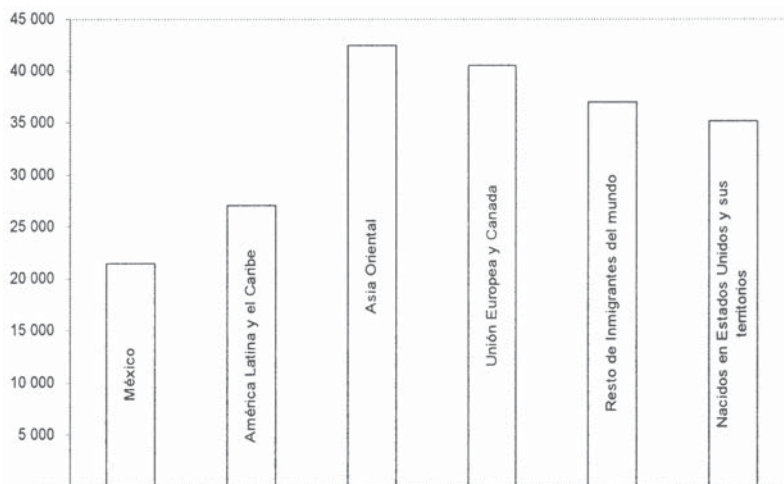 45 000
40 000
35 000
30 000
25 000
20 000
15 000
10 000
5 000
México
América Latina y el Caribe
Asia Oriental
Unión Europea y Canada
Resto de Inmigrantes del mundo
Nacidos en Estados Unidos y sus
territorios